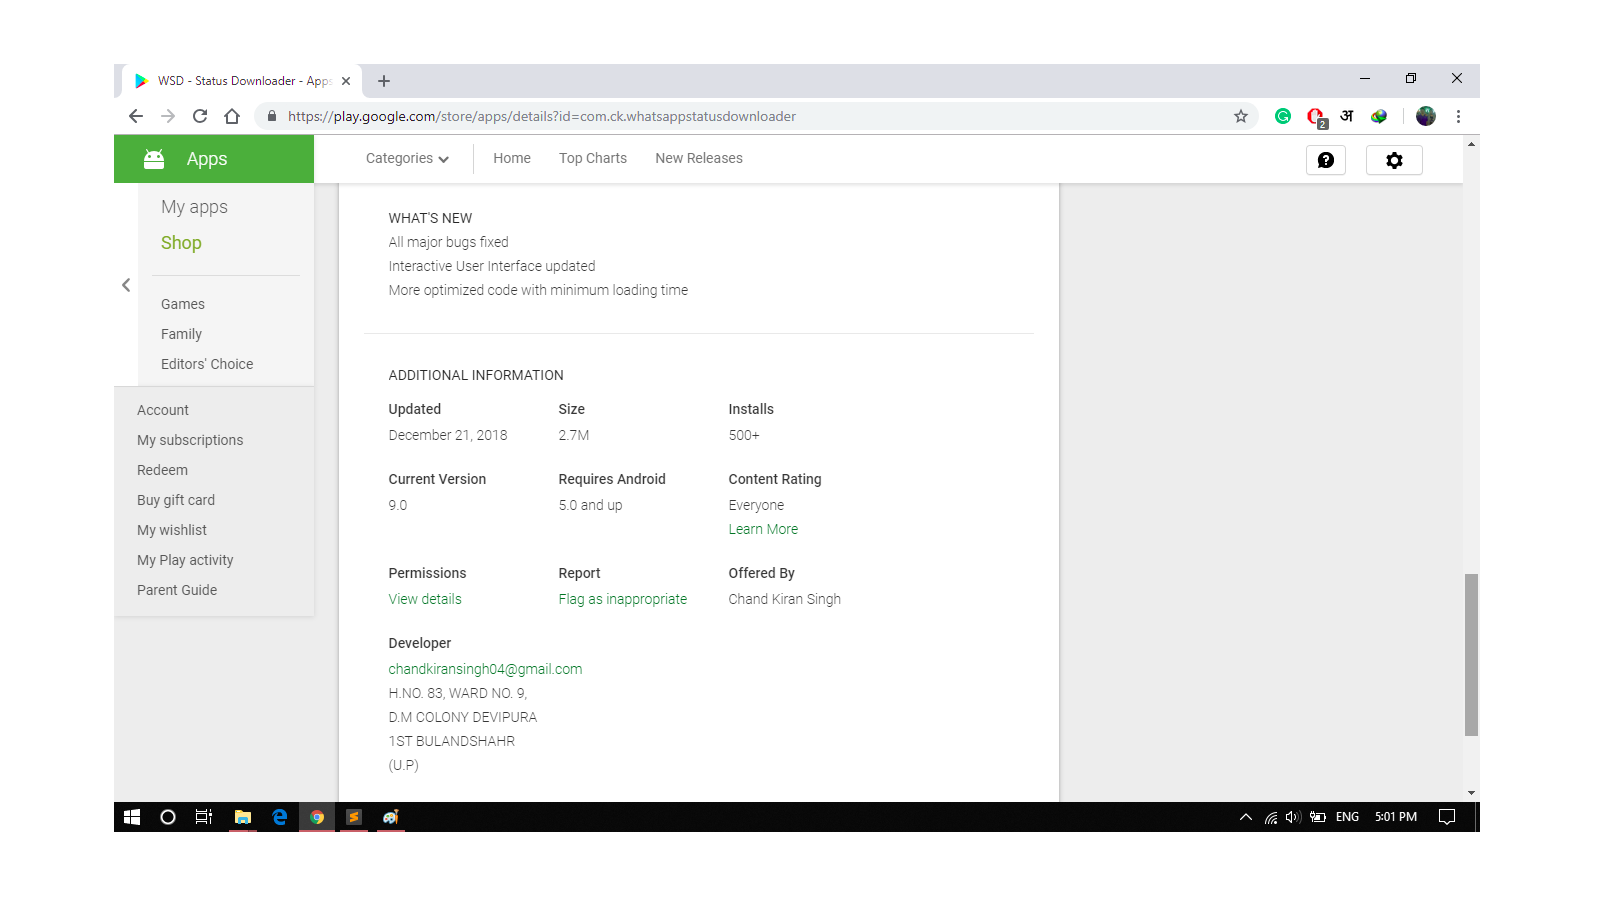 WSD - Status Downloader - Apps
https://play.google.com/store/apps/details?id=com.ck.whatsappstatusdownloader
2
अ
Apps
Categories
Home
Top Charts
New Releases
My apps
Shop
Games
Family
Editors' Choice
Account
My subscriptions
Redeem
Buy gift card
My wishlist
My Play activity
Parent Guide
WHAT'S NEW
All major bugs fixed
Interactive User Interface updated
More optimized code with minimum loading time
ADDITIONAL INFORMATION
Updated
December 21, 2018
Size
2.7M
Installs
500+
Current Version
9.0
Requires Android
5.0 and up
Content Rating
Everyone
Learn More
Permissions
View details
Report
Flag as inappropriate
Offered By
Chand Kiran Singh
Developer
chandkiransingh04@gmail.com
H.NO. 83, WARD NO. 9,
D.M COLONY DEVIPURA
1ST BULANDSHAHR
(U.P)
ENG
5:01 PM